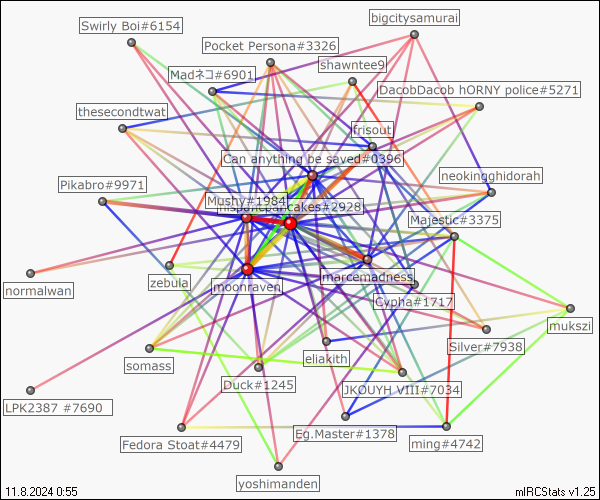 bigcitysamurai
Swirly Boi#6154
Pocket Persona#3326
shawntee9
Madネコ#6901
DacobDacob hORNY police#5271
thesecondtwat
frisout
Can anything be saved#0396
neokingghidorah
Pikabro#9971
Mushy#1984
hispanicpancakes#2928
Majestic#3375
marcemadness
normalwan
zebula
moonraven
Cypha#1717
mukszi
Silver#7938
eliakith
somass
Duck#1245
JKOUYH VIII#7034
LPK2387 #7690
Eg.Master#1378
Fedora Stoat#4479
ming#4742
yoshimanden
11.8.2024 0:55
mIRCStats v1.25